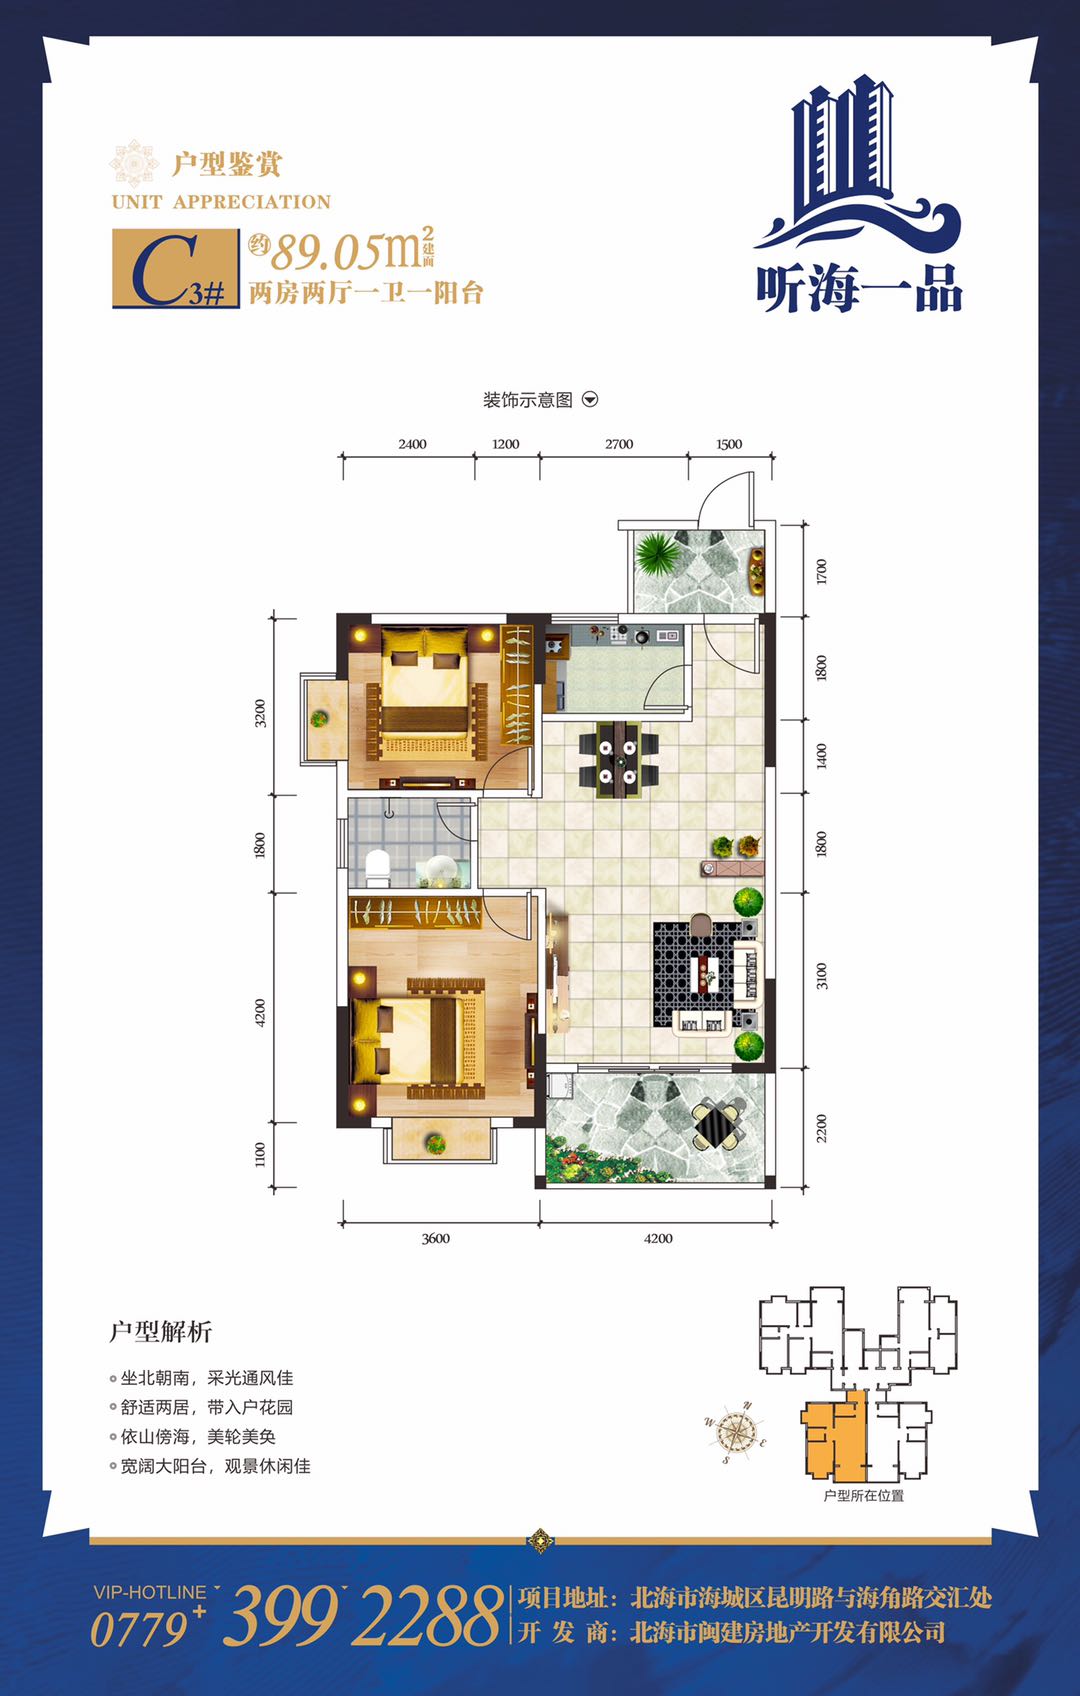 户型鉴赏
UNIT APPRECIATION
C3#
约89.05m²建面
两房两厅一卫一阳台
听海一品
装饰示意图
2400 1200 2700 1500
1700
1800
1400
1800
3100
2200
3200
1800
4200
1100
3600 4200
户型解析
坐北朝南，采光通风佳
舒适两居，带入户花园
依山傍海，美轮美奂
宽阔大阳台，观景休闲佳
N
W
E
S
户型所在位置
VIP-HOTLINE
0779+ 399 2288
项目地址：北海市海城区昆明路与海角路交汇处
开发商：北海市闽建房地产开发有限公司